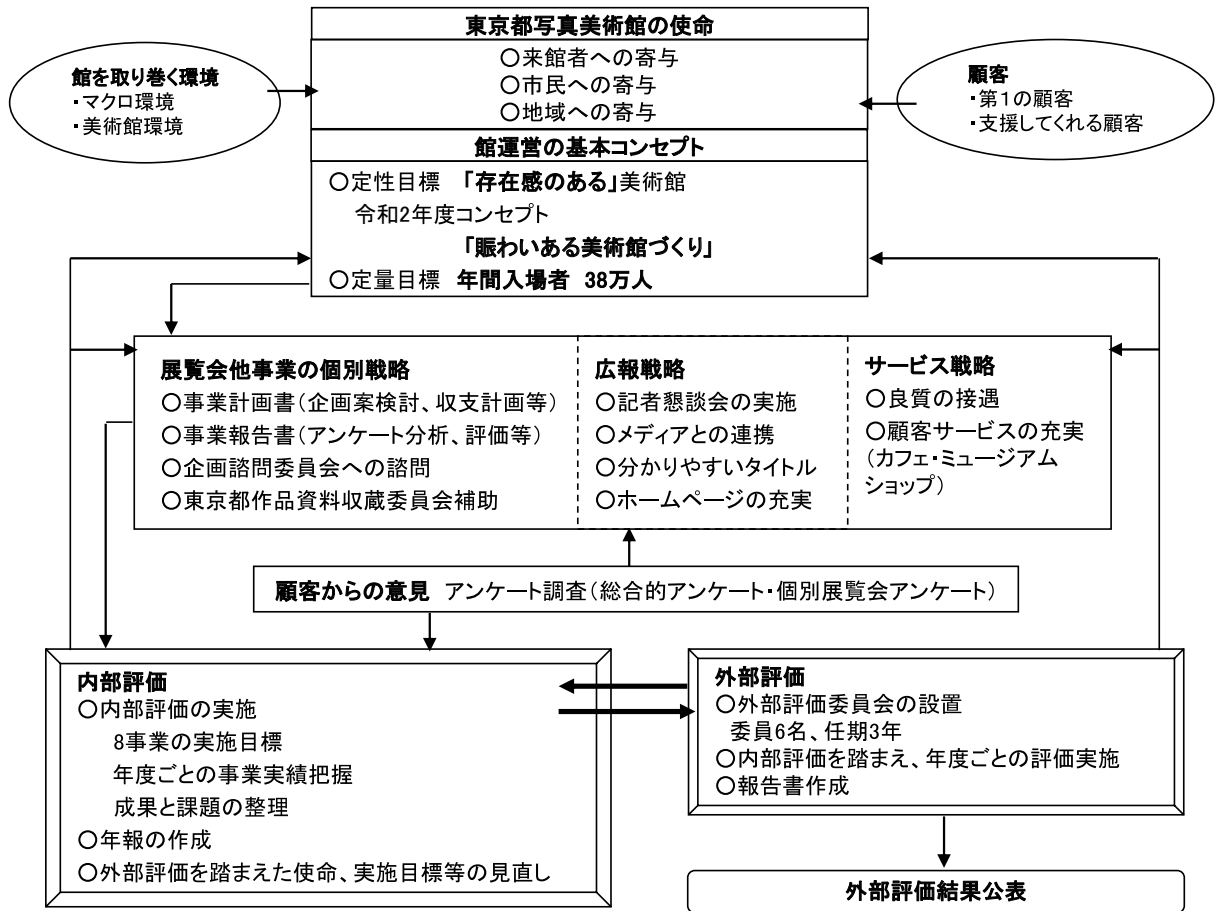 東京都写真美術館の使命
○来館者への寄与
○市民への寄与
○地域への寄与
館を取り巻く環境
・マクロ環境
・美術館環境
顧客
・第1の顧客
・支援してくれる顧客
館運営の基本コンセプト
○定性目標 「存在感のある」美術館
令和2年度コンセプト
「賑わいある美術館づくり」
○定量目標 年間入場者 38万人
展覧会他事業の個別戦略
○事業計画書(企画案検討、収支計画等)
○事業報告書(アンケート分析、評価等)
○企画諮問委員会への諮問
○東京都作品資料収蔵委員会補助
広報戦略
○記者懇談会の実施
○メディアとの連携
○分かりやすいタイトル
○ホームページの充実
サービス戦略
○良質の接遇
○顧客サービスの充実
(カフェ・ミュージアム
ショップ)
顧客からの意見 アンケート調査(総合的アンケート・個別展覧会アンケート)
内部評価
○内部評価の実施
8事業の実施目標
年度ごとの事業実績把握
成果と課題の整理
○年報の作成
○外部評価を踏まえた使命、実施目標等の見直し
外部評価
○外部評価委員会の設置
委員6名、任期3年
○内部評価を踏まえ、年度ごとの評価実施
○報告書作成
外部評価結果公表